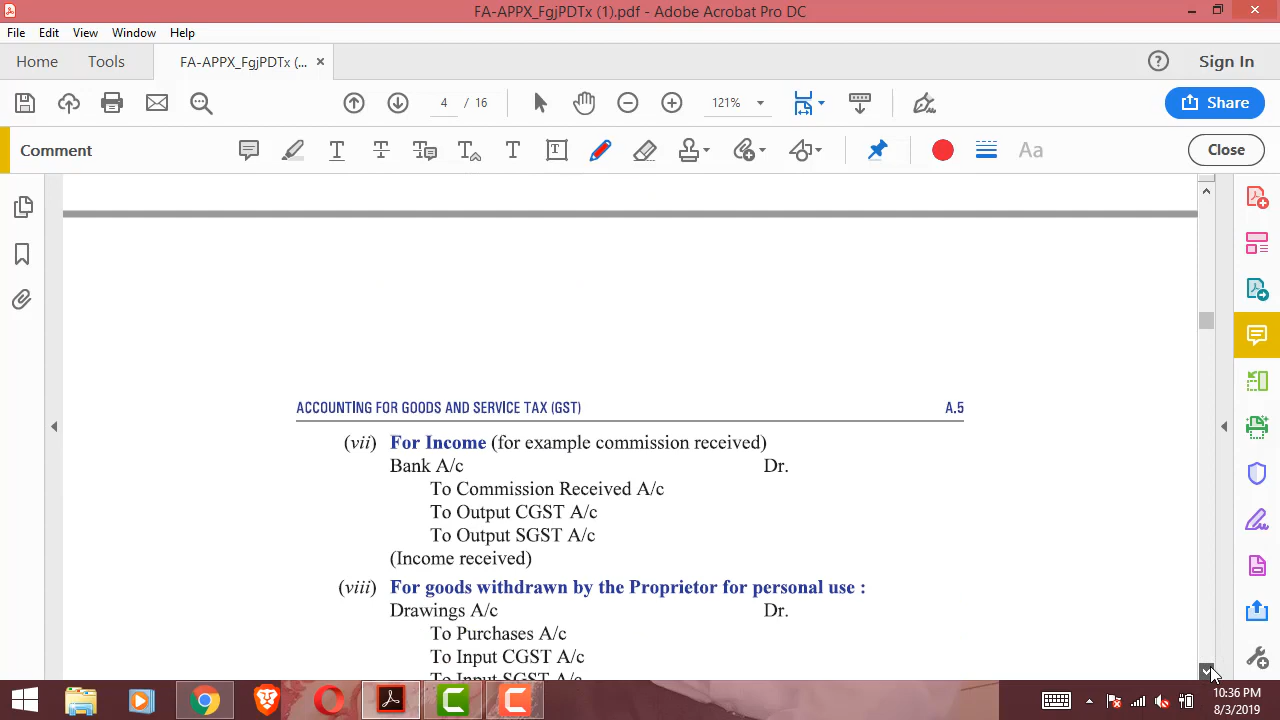 FA-APPX_FgjPDTx (1).pdf - Adobe Acrobat Pro DC
File Edit View Window Help
Home Tools FA-APPX_FgjPDTx (... × Sign In
4 / 16 121% Share
Comment Aa Close
ACCOUNTING FOR GOODS AND SERVICE TAX (GST) A.5
(vii) For Income (for example commission received)
Bank A/c Dr.
To Commission Received A/c
To Output CGST A/c
To Output SGST A/c
(Income received)
(viii) For goods withdrawn by the Proprietor for personal use :
Drawings A/c Dr.
To Purchases A/c
To Input CGST A/c
To Input SGST A/c
10:36 PM
8/3/2019